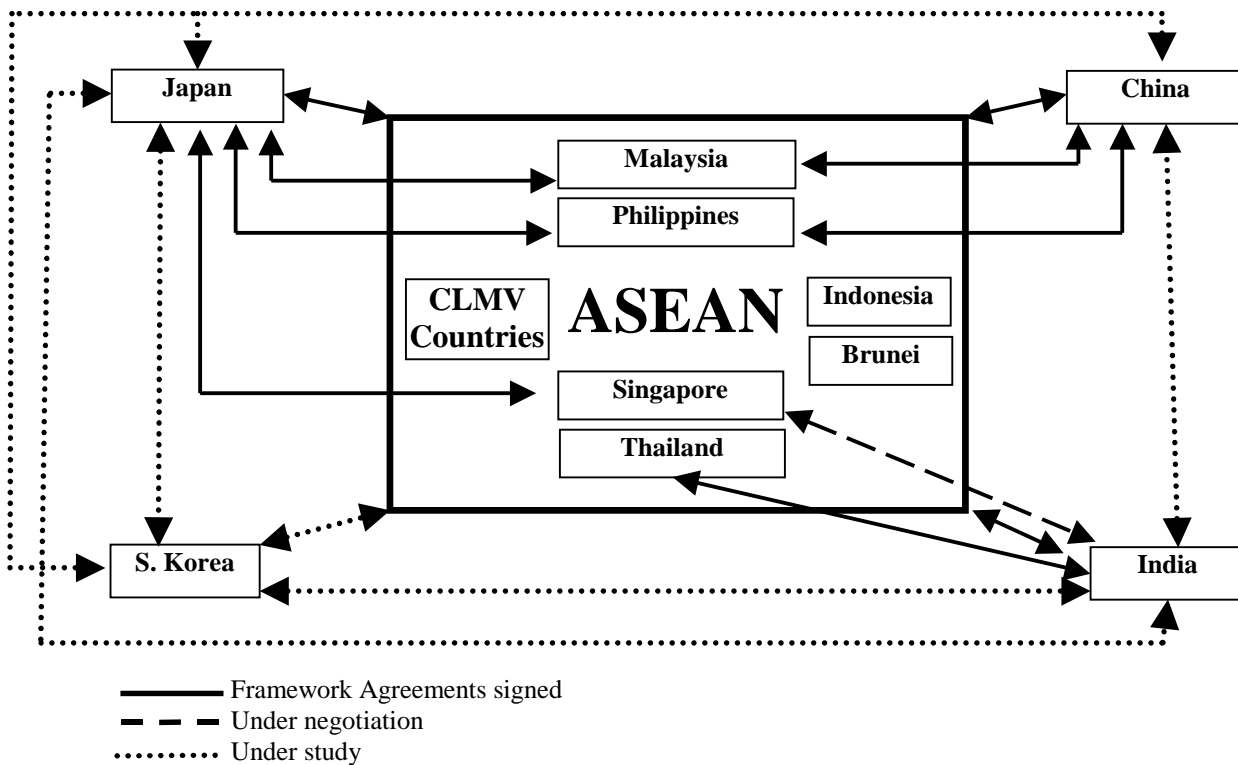 Japan
China
Malaysia
Philippines
CLMV
Countries
ASEAN
Indonesia
Brunei
Singapore
Thailand
S. Korea
India
Framework Agreements signed
Under negotiation
Under study